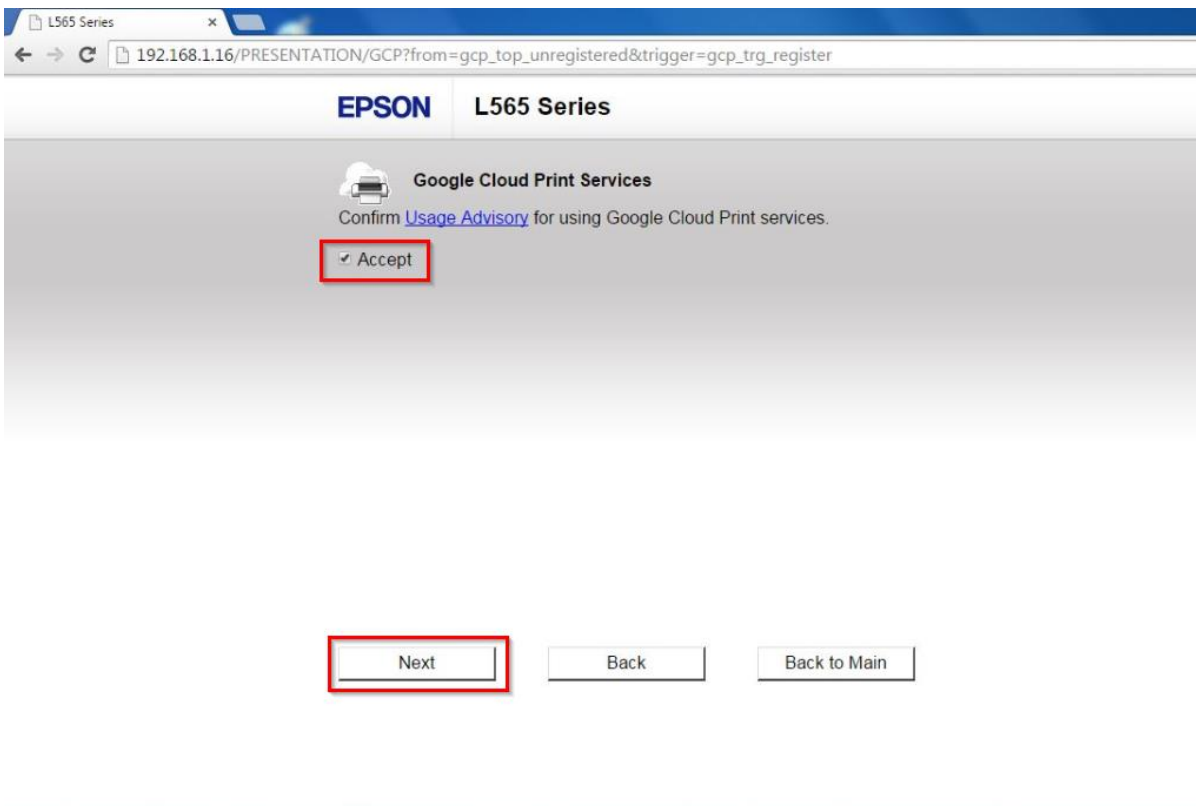 L565 Series
192.168.1.16/PRESENTATION/GCP?from=gcp_top_unregistered&trigger=gcp_trg_register
EPSON L565 Series
Google Cloud Print Services
Confirm Usage Advisory for using Google Cloud Print services.
Accept
Next Back Back to Main